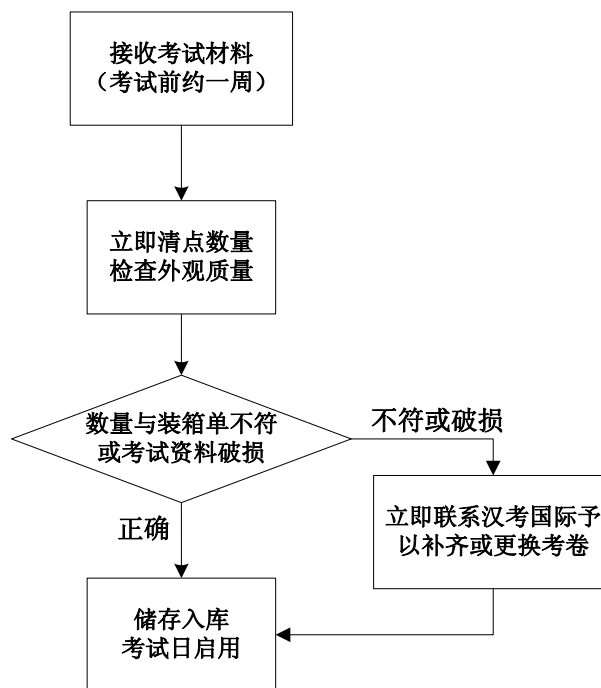 接收考试材料
（考试前约一周）
立即清点数量
检查外观质量
数量与装箱单不符
或考试资料破损
不符或破损
正确
立即联系汉考国际予
以补齐或更换考卷
储存入库
考试日启用